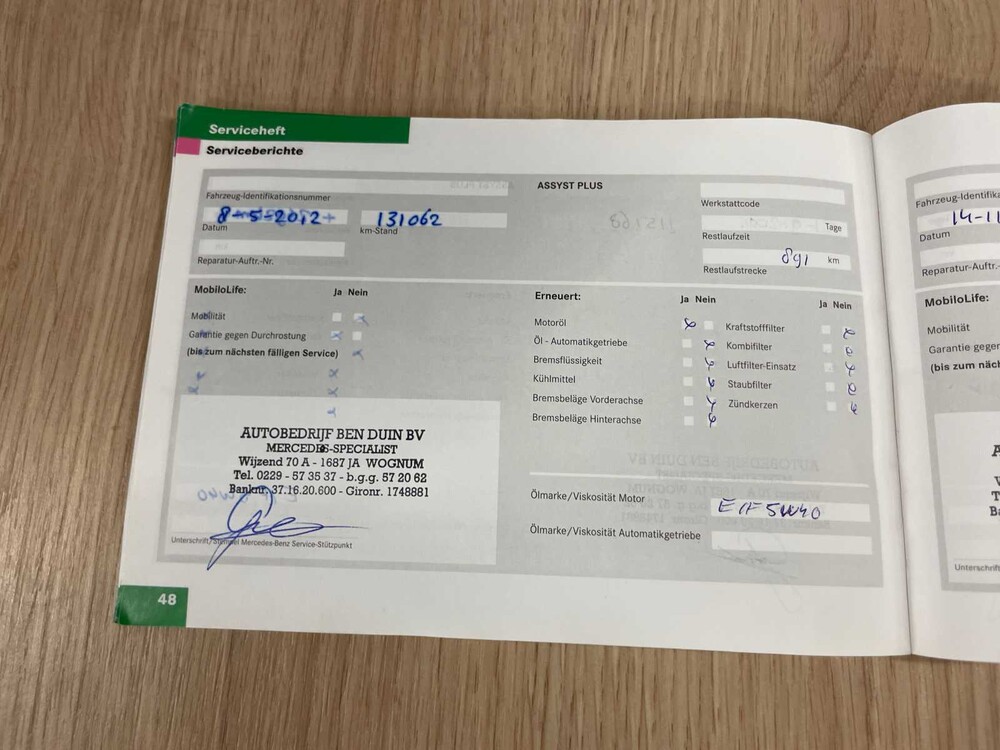 Serviceheft
Serviceberichte
ASSYST PLUS
Fahrzeug-Identifikationsnummer
8-5-2012
131062
Datum
km-Stand
Reparatur-Auftr.-Nr.
Werkstattcode
Tage
Restlaufzeit
891 km
Restlaufstrecke
MobiloLife:
Ja Nein
Mobilität
Garantie gegen Durchrostung
(bis zum nächsten fälligen Service)
Erneuert:
Ja Nein
Ja Nein
Motoröl
Kraftstofffilter
Öl - Automatikgetriebe
Kombifilter
Bremsflüssigkeit
Luftfilter-Einsatz
Kühlmittel
Staubfilter
Bremsbeläge Vorderachse
Zündkerzen
Bremsbeläge Hinterachse
AUTOBEDRIJF BEN DUIN BV
MERCEDES-SPECIALIST
Wijzend 70 A - 1687 JA WOGNUM
Tel. 0229 - 57 35 37 - b.g.g. 57 20 62
Banknr. 37.16.20.600 - Gironr. 1748881
Unterschrift/Stempel Mercedes-Benz Service-Stützpunkt
Ölmarke/Viskosität Motor
5W40
Ölmarke/Viskosität Automatikgetriebe
48
Fahrzeug-Identifika
14-11
Datum
Reparatur-Auftr.-
MobiloLife:
Mobilität
Garantie gegen
(bis zum näch
Unterschrift